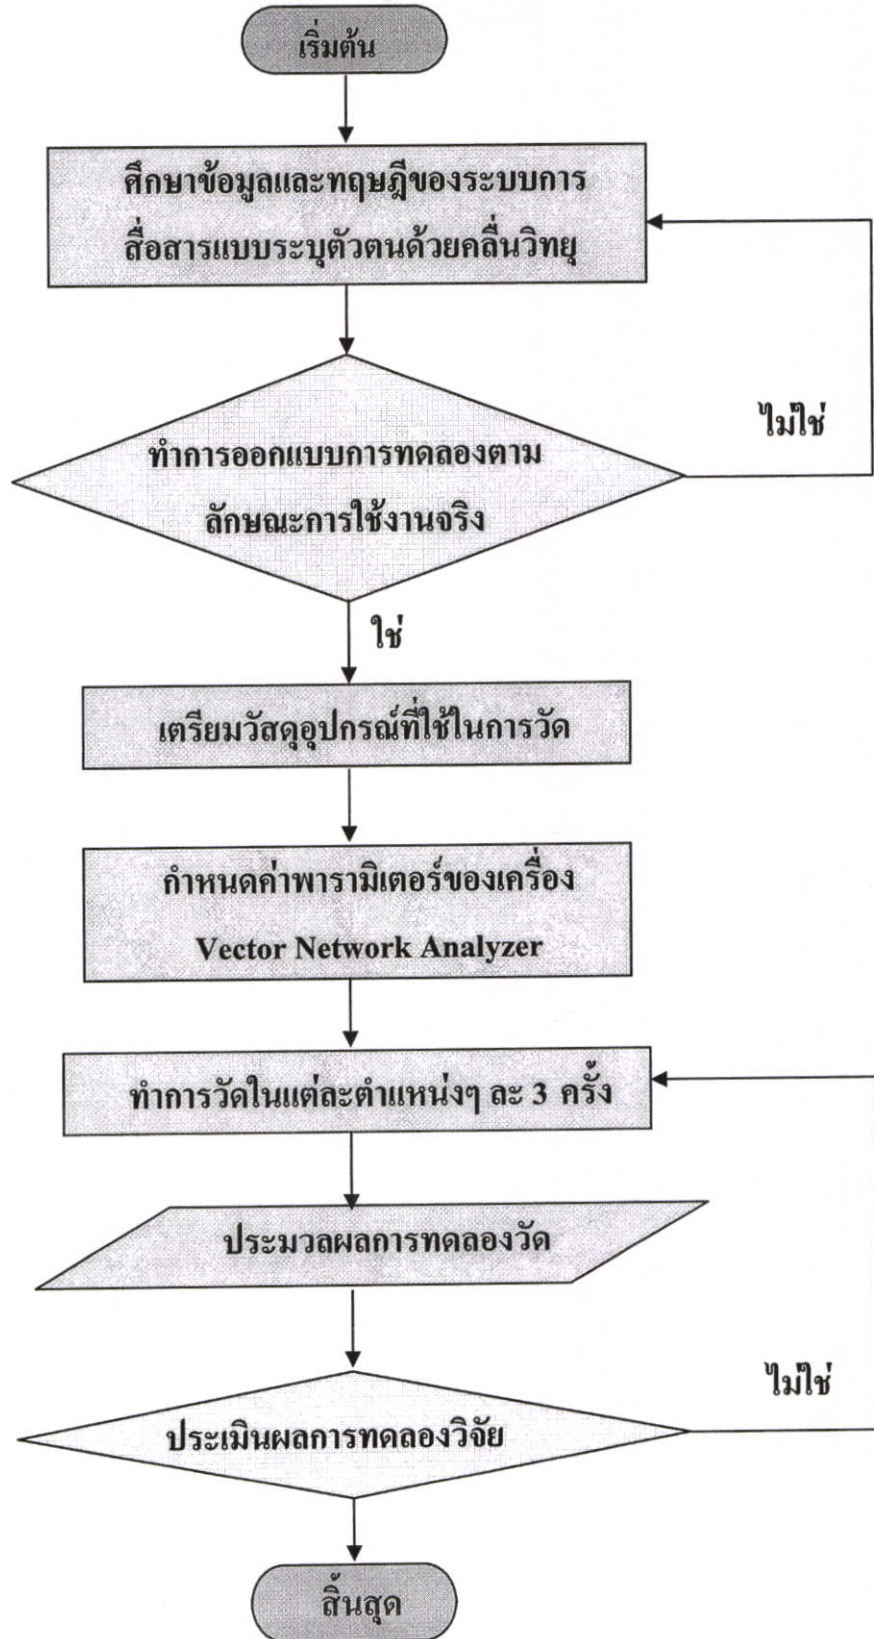 เริ่มต้น
ศึกษาข้อมูลและทฤษฎีของระบบการ
สื่อสารแบบระบุตัวตนด้วยคลื่นวิทยุ
ไม่ใช่
ทำการออกแบบการทดลองตาม
ลักษณะการใช้งานจริง
ใช่
เตรียมวัสดุอุปกรณ์ที่ใช้ในการวัด
กำหนดค่าพารามิเตอร์ของเครื่อง
Vector Network Analyzer
ทำการวัดในแต่ละตำแหน่งๆ ละ 3 ครั้ง
ประมวลผลการทดลองวัด
ไม่ใช่
ประเมินผลการทดลองวิจัย
สิ้นสุด